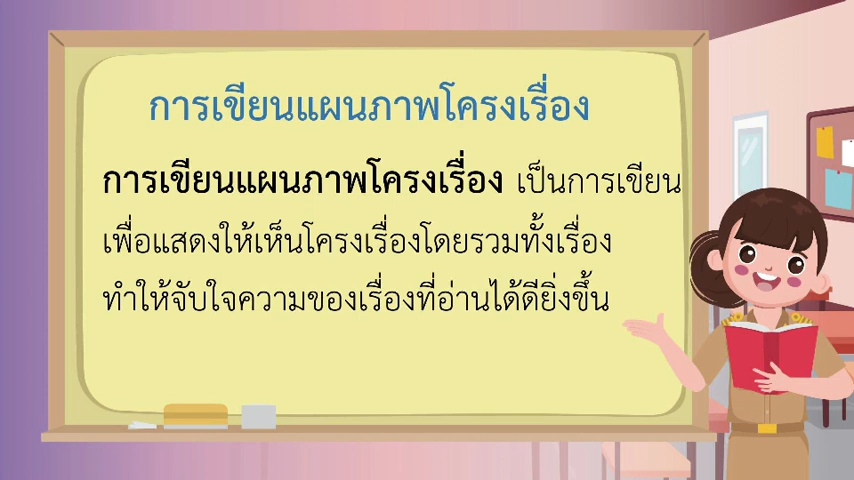 การเขียนแผนภาพโครงเรื่อง
การเขียนแผนภาพโครงเรื่อง เป็นการเขียน
เพื่อแสดงให้เห็นโครงเรื่องโดยรวมทั้งเรื่อง
ทำให้จับใจความของเรื่องที่อ่านได้ดียิ่งขึ้น